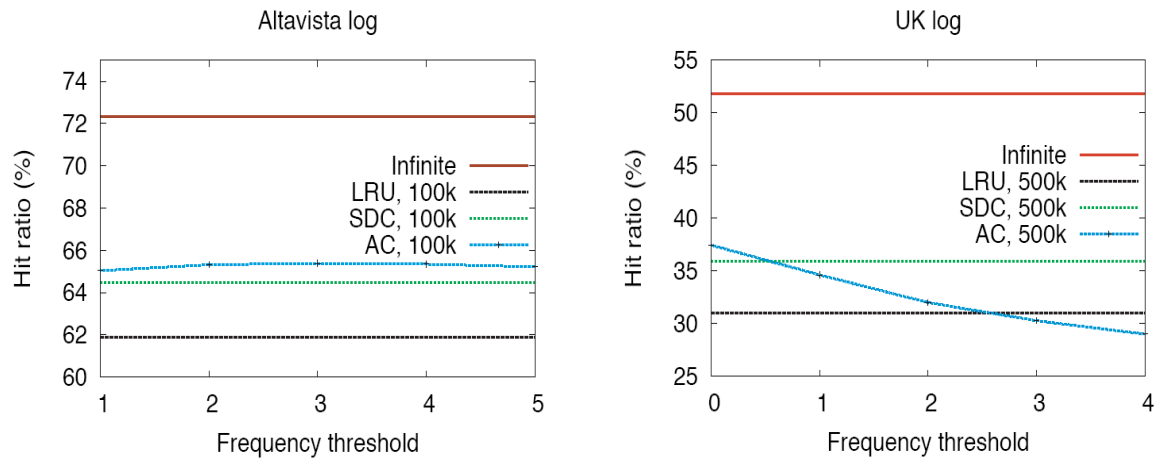 Altavista log
74
72
70
68
66
64
62
60
Hit ratio (%)
Infinite
LRU, 100k
SDC, 100k
AC, 100k
1 2 3 4 5
Frequency threshold
UK log
55
50
45
40
35
30
25
Hit ratio (%)
Infinite
LRU, 500k
SDC, 500k
AC, 500k
0 1 2 3 4
Frequency threshold